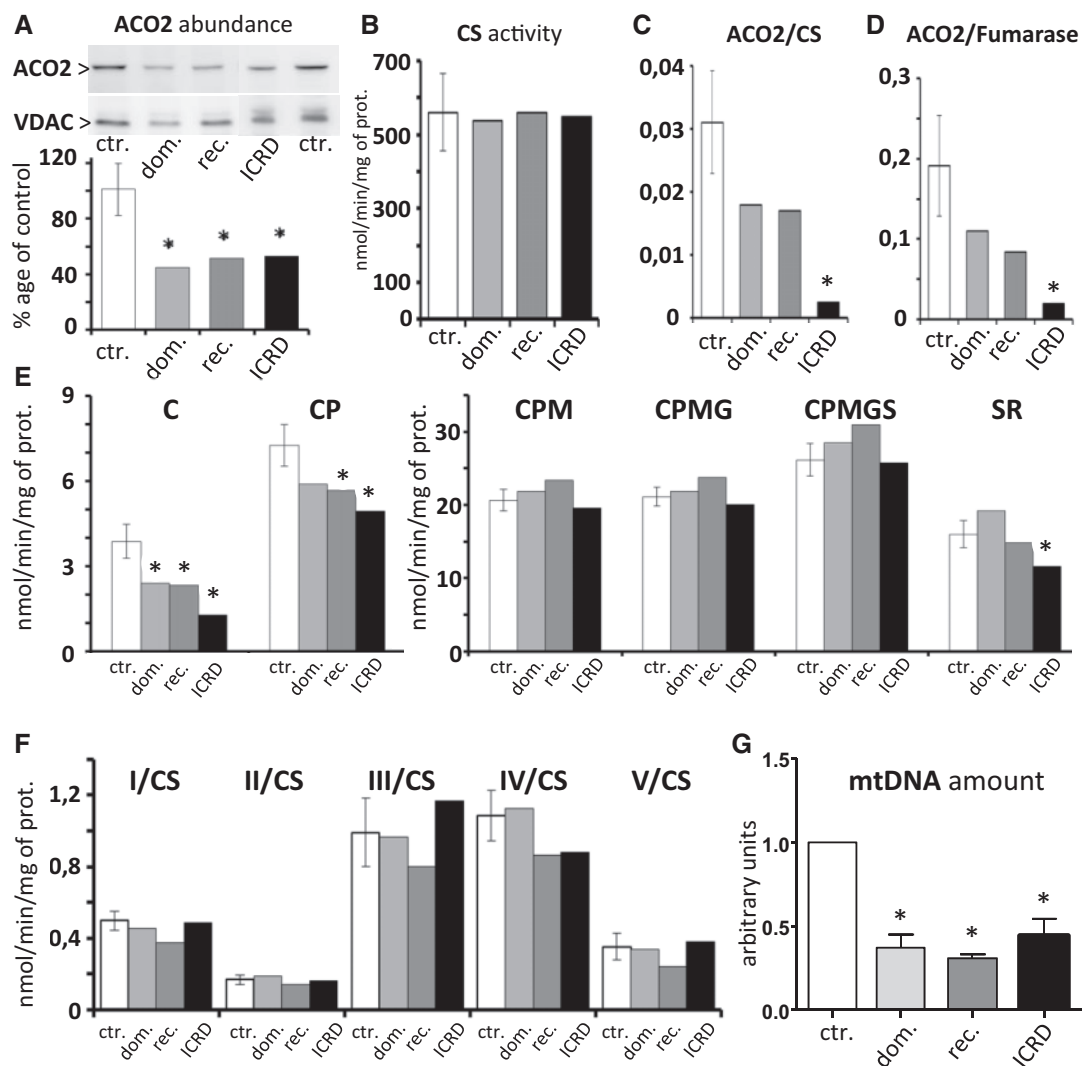 A ACO2 abundance
ACO2 >
VDAC >
ctr. dom. rec. ICRD ctr.
% age of control
120
80
40
0
* * *
ctr. dom. rec. ICRD
B CS activity
nmol/min/mg of prot.
700
600
500
400
300
200
100
0
ctr. dom. rec. ICRD
C ACO2/CS
0,04
0,03
0,02
0,01
0
*
ctr. dom. rec. ICRD
D ACO2/Fumarase
0,3
0,2
0,1
0
*
ctr. dom. rec. ICRD
E
nmol/min/mg of prot.
9
6
3
0
C CP
* * *
* *
ctr. dom. rec. ICRD ctr. dom. rec. ICRD
nmol/min/mg of prot.
30
20
10
0
CPM CPMG CPMGS SR
*
ctr. dom. rec. ICRD ctr. dom. rec. ICRD ctr. dom. rec. ICRD ctr. dom. rec. ICRD
F
nmol/min/mg of prot.
1,2
0,8
0,4
0
I/CS II/CS III/CS IV/CS V/CS
ctr. dom. rec. ICRD ctr. dom. rec. ICRD ctr. dom. rec. ICRD ctr. dom. rec. ICRD ctr. dom. rec. ICRD
G
mtDNA amount
arbitrary units
1.5
1.0
0.5
0.0
* * *
ctr. dom. rec. ICRD